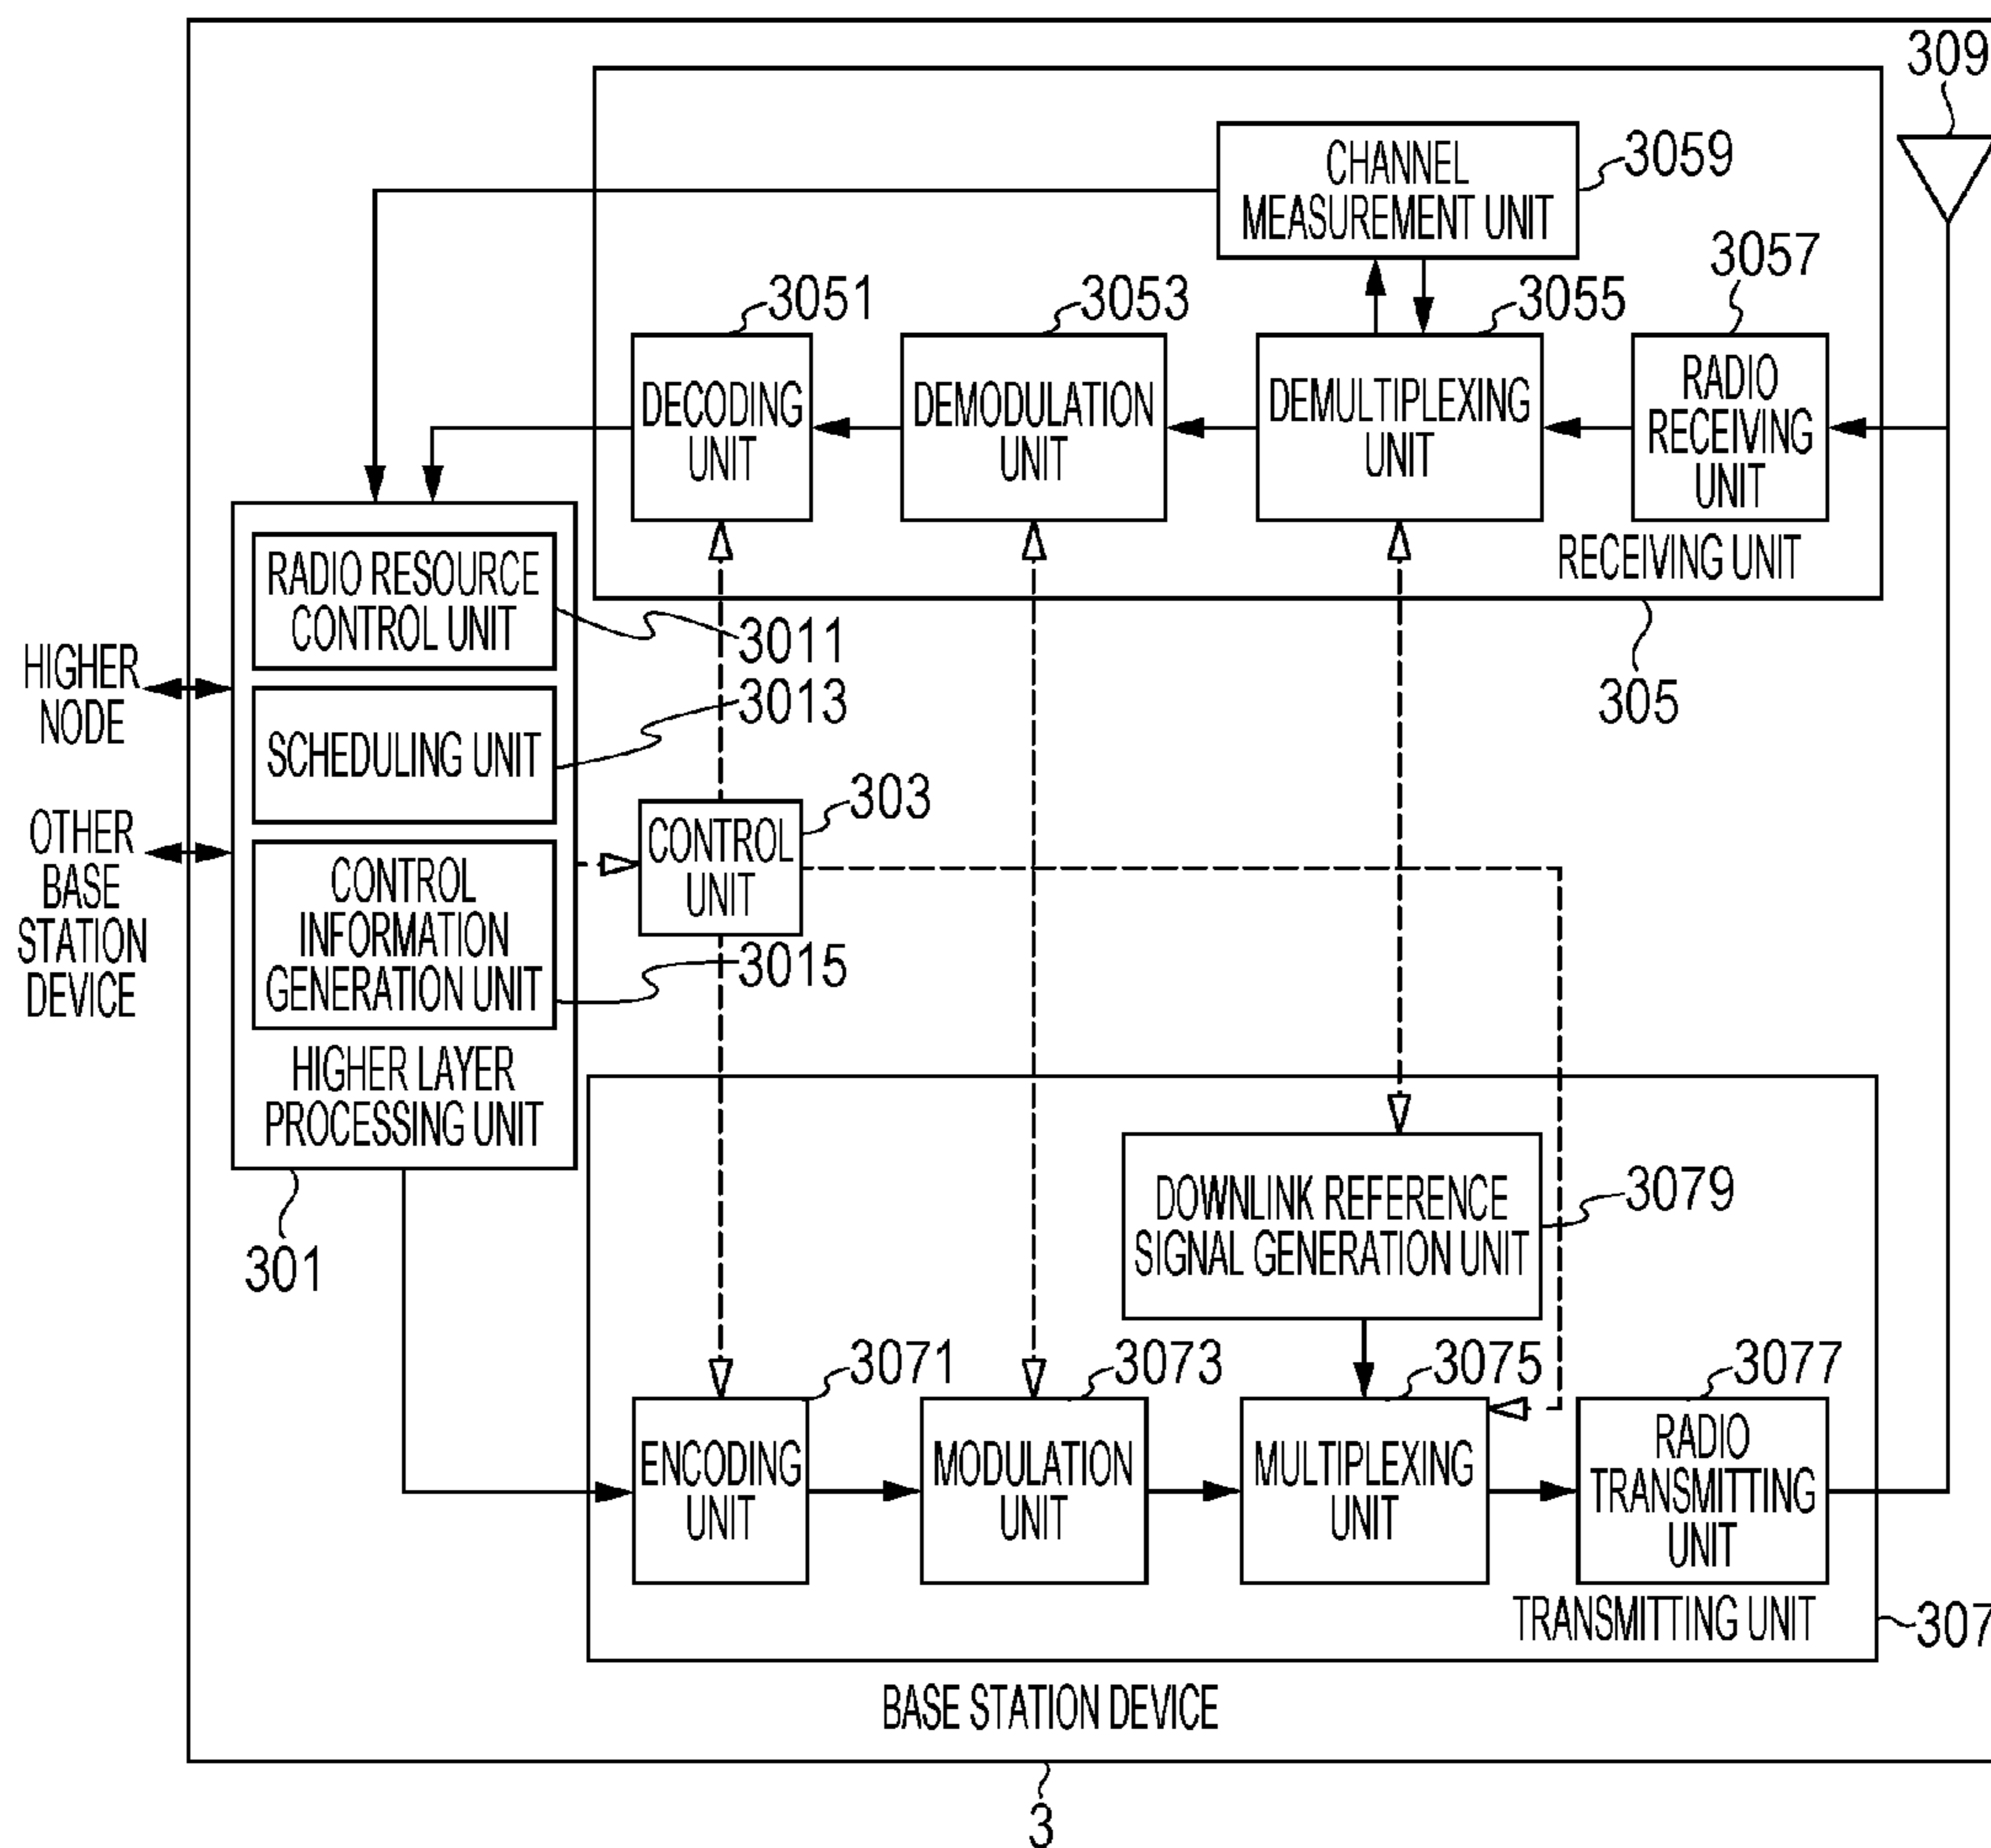 309
CHANNEL
MEASUREMENT UNIT
3059
3057
3051
3053
3055
DECODING
UNIT
DEMODULATION
UNIT
DEMULTIPLEXING
UNIT
RADIO
RECEIVING
UNIT
RECEIVING UNIT
305
RADIO RESOURCE
CONTROL UNIT
3011
HIGHER
NODE
SCHEDULING UNIT
3013
OTHER
BASE
STATION
DEVICE
CONTROL
INFORMATION
GENERATION UNIT
3015
CONTROL
UNIT
303
HIGHER LAYER
PROCESSING UNIT
301
DOWNLINK REFERENCE
SIGNAL GENERATION UNIT
3079
3071
3073
3075
3077
ENCODING
UNIT
MODULATION
UNIT
MULTIPLEXING
UNIT
RADIO
TRANSMITTING
UNIT
TRANSMITTING UNIT
307
BASE STATION DEVICE
3